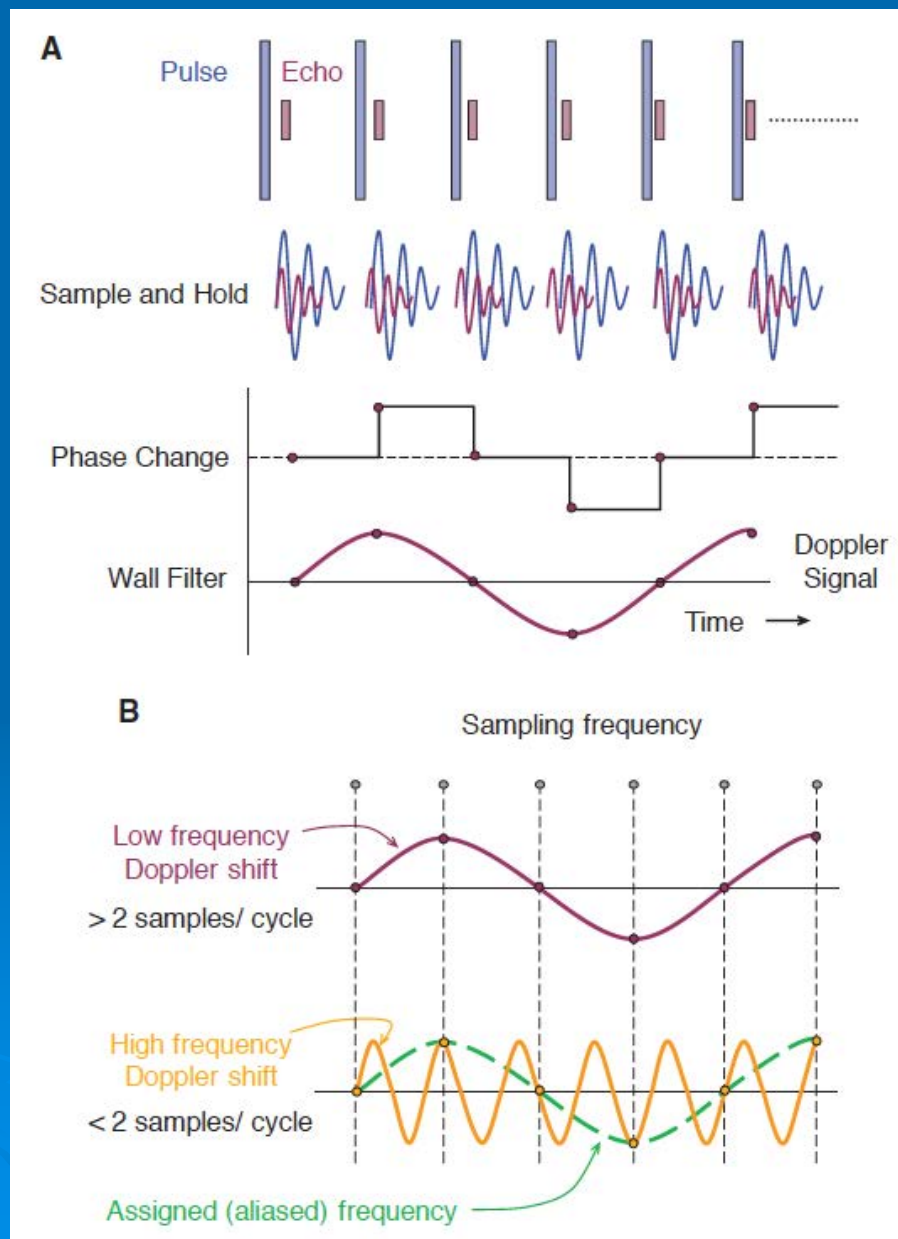 A
Pulse Echo
Sample and Hold
Phase Change
Wall Filter
Doppler
Signal
Time
B
Sampling frequency
Low frequency
Doppler shift
> 2 samples/ cycle
High frequency
Doppler shift
< 2 samples/ cycle
Assigned (aliased) frequency